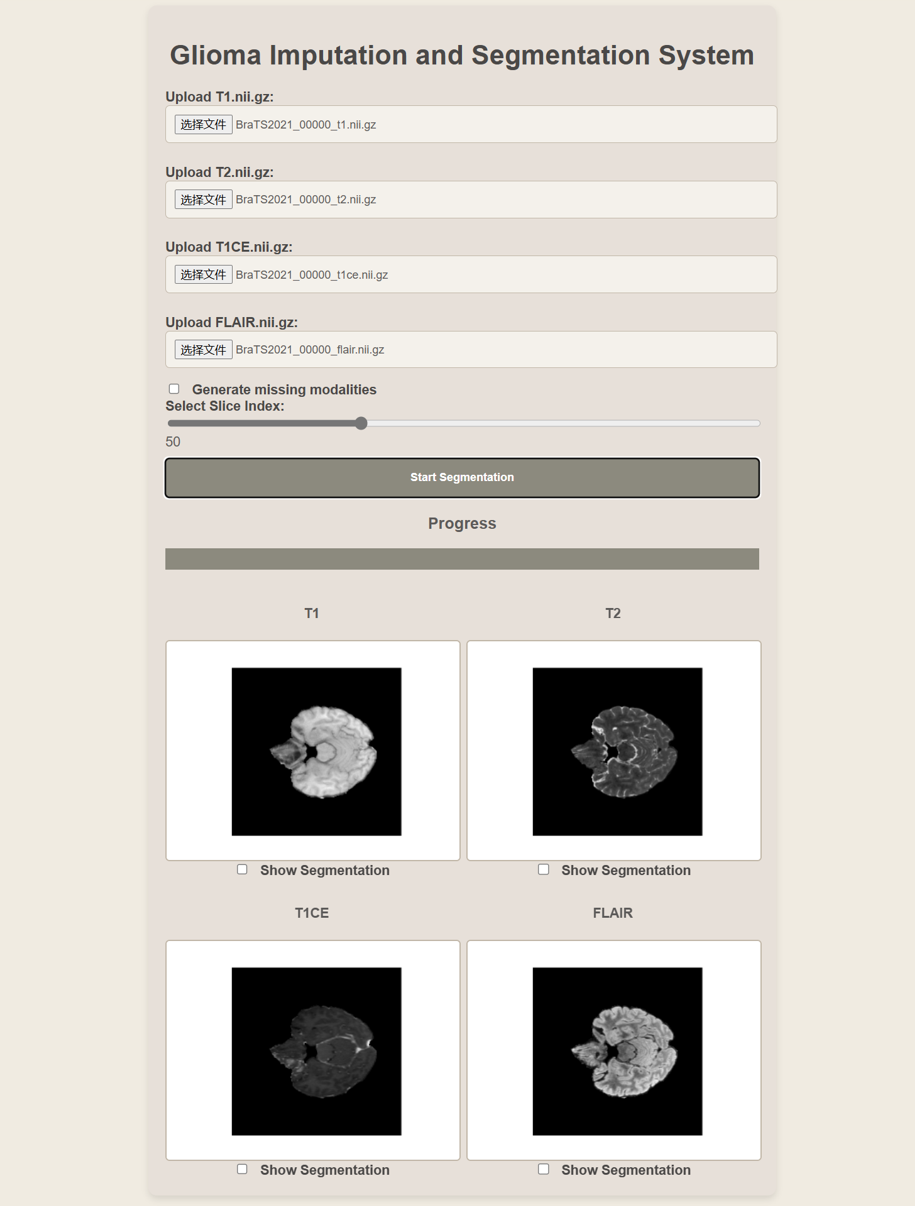 Glioma Imputation and Segmentation System
Upload T1.nii.gz:
选择文件 BraTS2021_00000_t1.nii.gz
Upload T2.nii.gz:
选择文件 BraTS2021_00000_t2.nii.gz
Upload T1CE.nii.gz:
选择文件 BraTS2021_00000_t1ce.nii.gz
Upload FLAIR.nii.gz:
选择文件 BraTS2021_00000_flair.nii.gz
Generate missing modalities
Select Slice Index:
50
Start Segmentation
Progress
T1
T2
Show Segmentation
Show Segmentation
T1CE
FLAIR
Show Segmentation
Show Segmentation